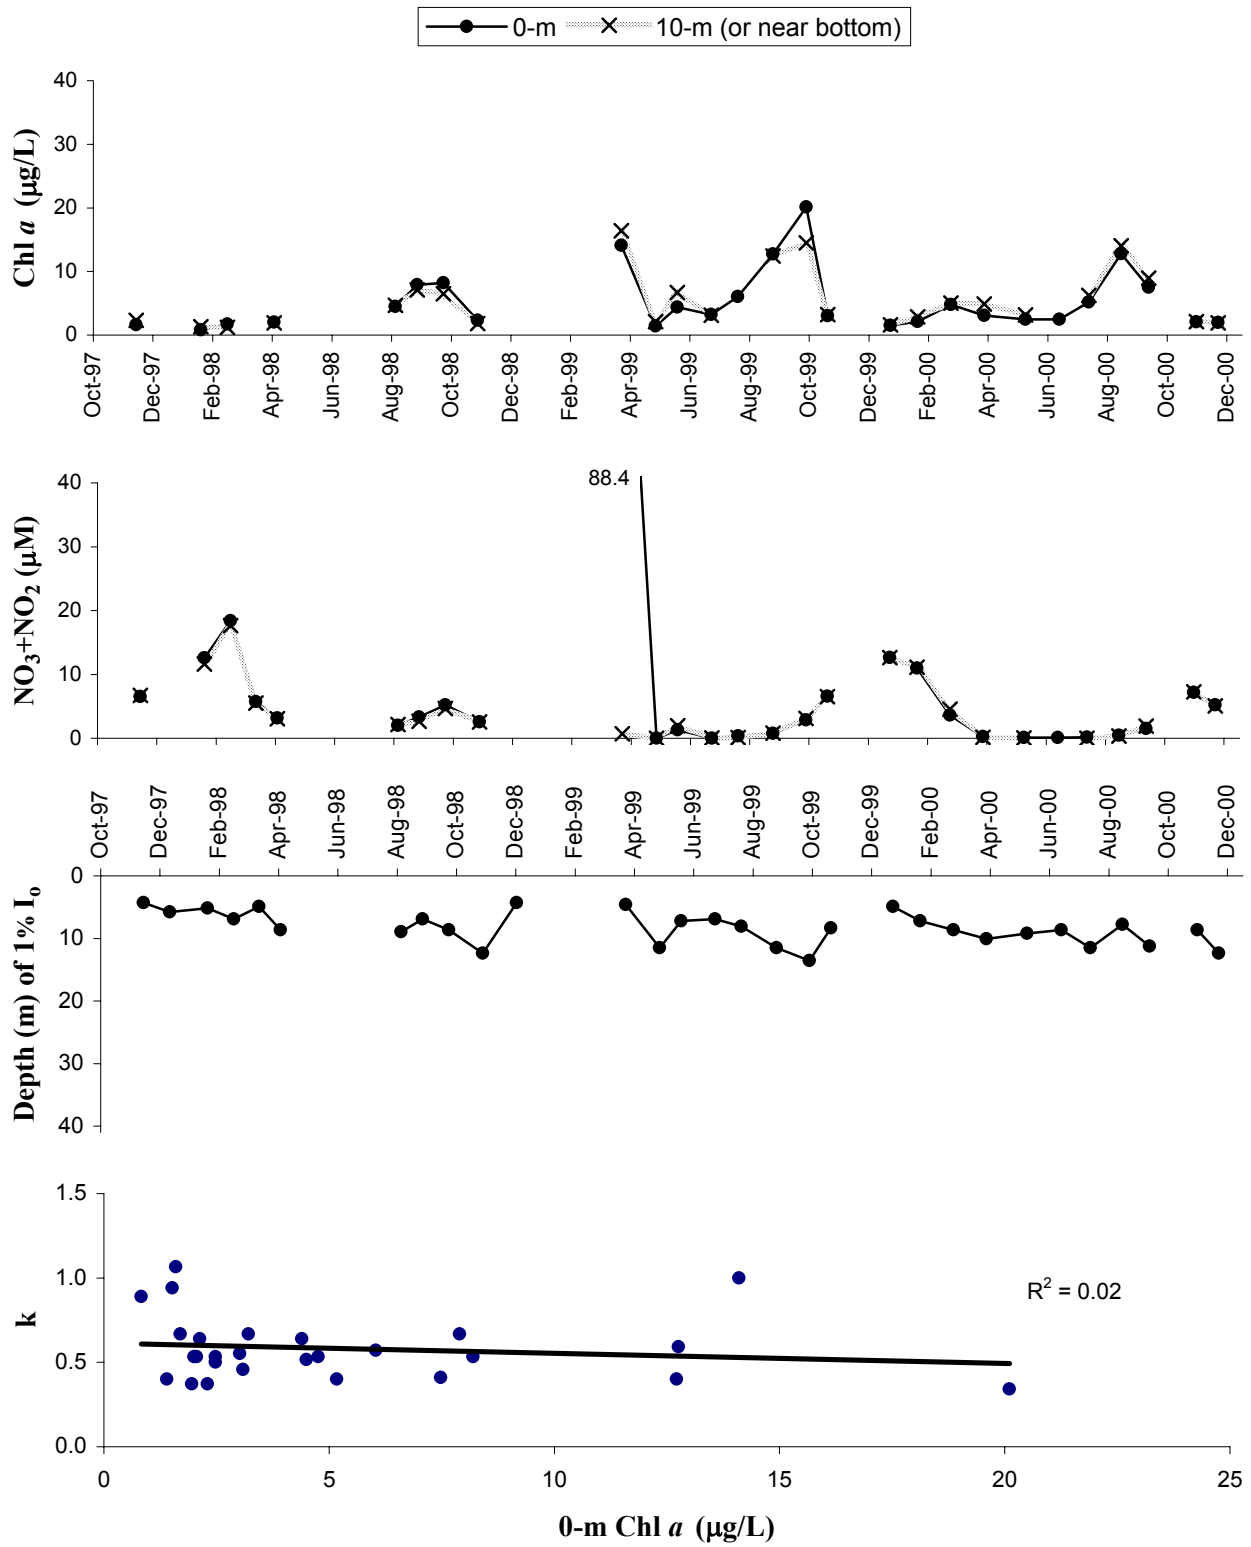 0-m 10-m (or near bottom)
40
30
20
10
0
Chl a (µg/L)
Oct-97 Dec-97 Feb-98 Apr-98 Jun-98 Aug-98 Oct-98 Dec-98 Feb-99 Apr-99 Jun-99 Aug-99 Oct-99 Dec-99 Feb-00 Apr-00 Jun-00 Aug-00 Oct-00 Dec-00
88.4
40
30
20
10
0
NO3+NO2 (µM)
Oct-97 Dec-97 Feb-98 Apr-98 Jun-98 Aug-98 Oct-98 Dec-98 Feb-99 Apr-99 Jun-99 Aug-99 Oct-99 Dec-99 Feb-00 Apr-00 Jun-00 Aug-00 Oct-00 Dec-00
0
10
20
30
40
Depth (m) of 1% Io
1.5
1.0
0.5
0.0
k
R2 = 0.02
0 5 10 15 20 25
0-m Chl a (µg/L)